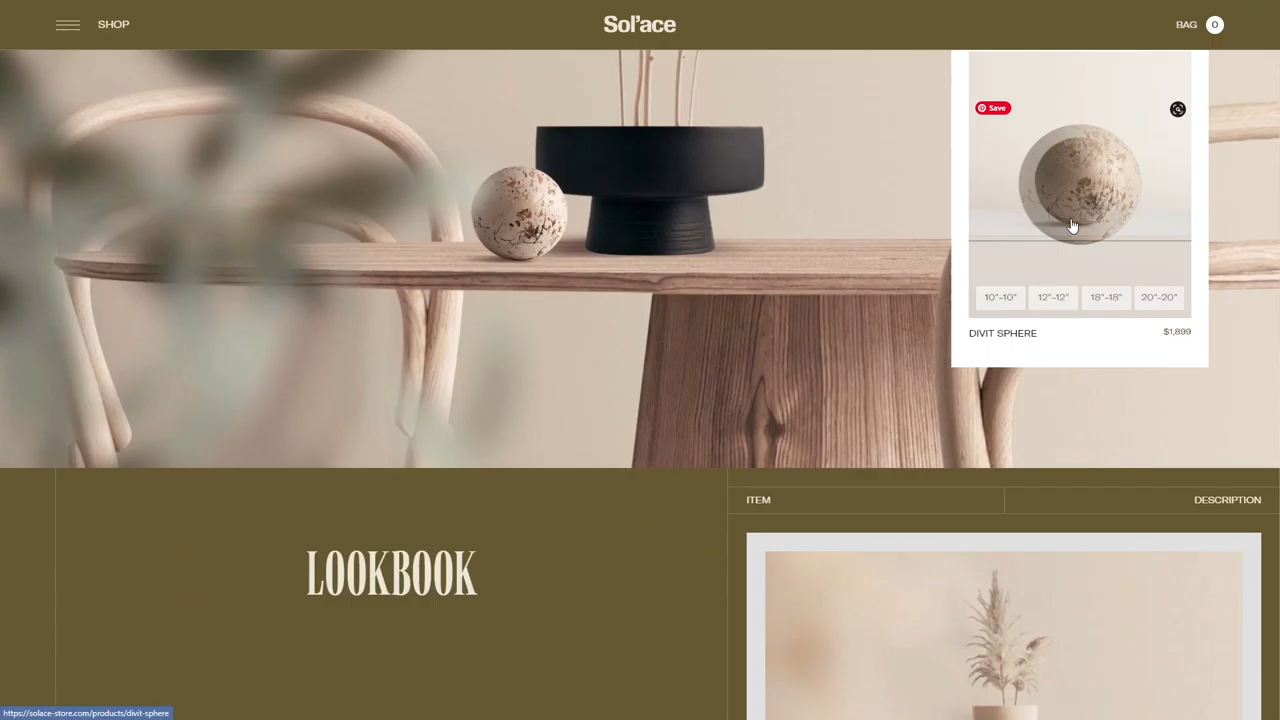 SHOP
Sol'ace
BAG 0
Save
10"-10" 12"-12" 18"-18" 20"-20"
DIVIT SPHERE $1,899
ITEM DESCRIPTION
LOOKBOOK
https://solace-store.com/products/divit-sphere